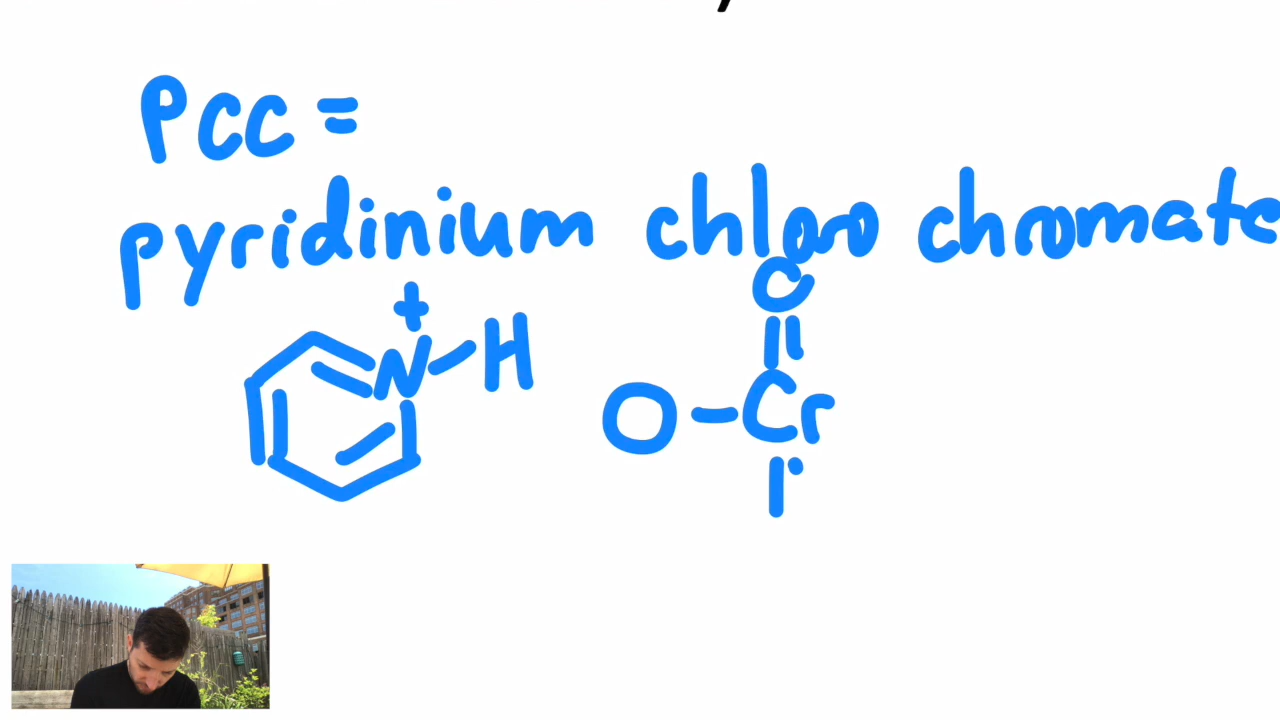 PCC =
pyridinium chloro chromate
+
N-H
O
O-Cr